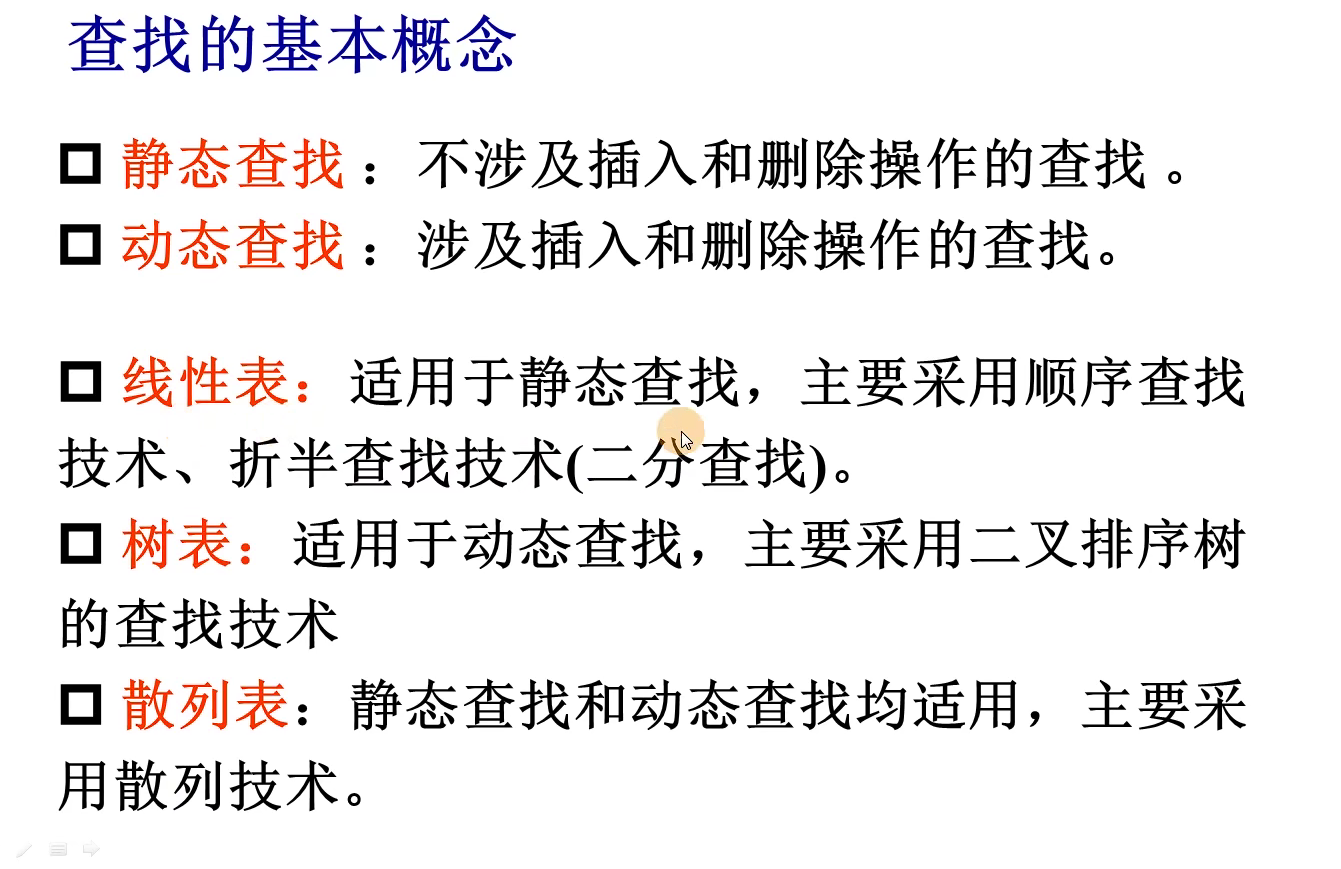 查找的基本概念
静态查找 ：不涉及插入和删除操作的查找 。
动态查找 ：涉及插入和删除操作的查找。
线性表：适用于静态查找，主要采用顺序查找
技术、折半查找技术(二分查找)。
树表：适用于动态查找，主要采用二叉排序树
的查找技术
散列表：静态查找和动态查找均适用，主要采
用散列技术。